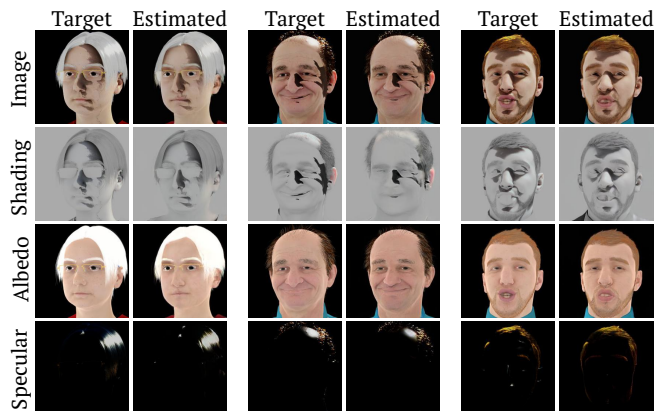 Target Estimated Target Estimated Target Estimated
Image
Shading
Albedo
Specular